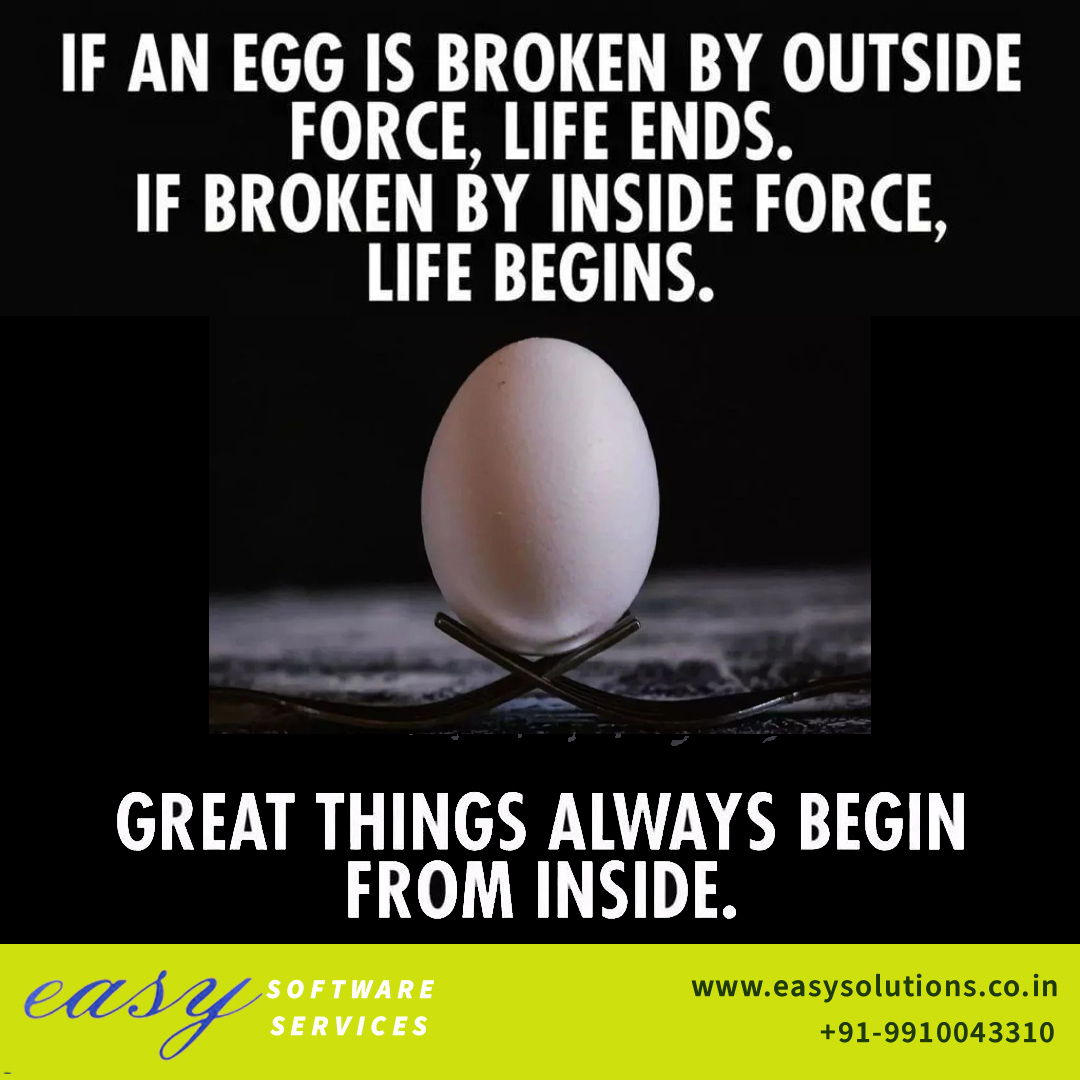 IF AN EGG IS BROKEN BY OUTSIDE
FORCE, LIFE ENDS.
IF BROKEN BY INSIDE FORCE,
LIFE BEGINS.
GREAT THINGS ALWAYS BEGIN
FROM INSIDE.
easy SOFTWARE
SERVICES
www.easysolutions.co.in
+91-9910043310